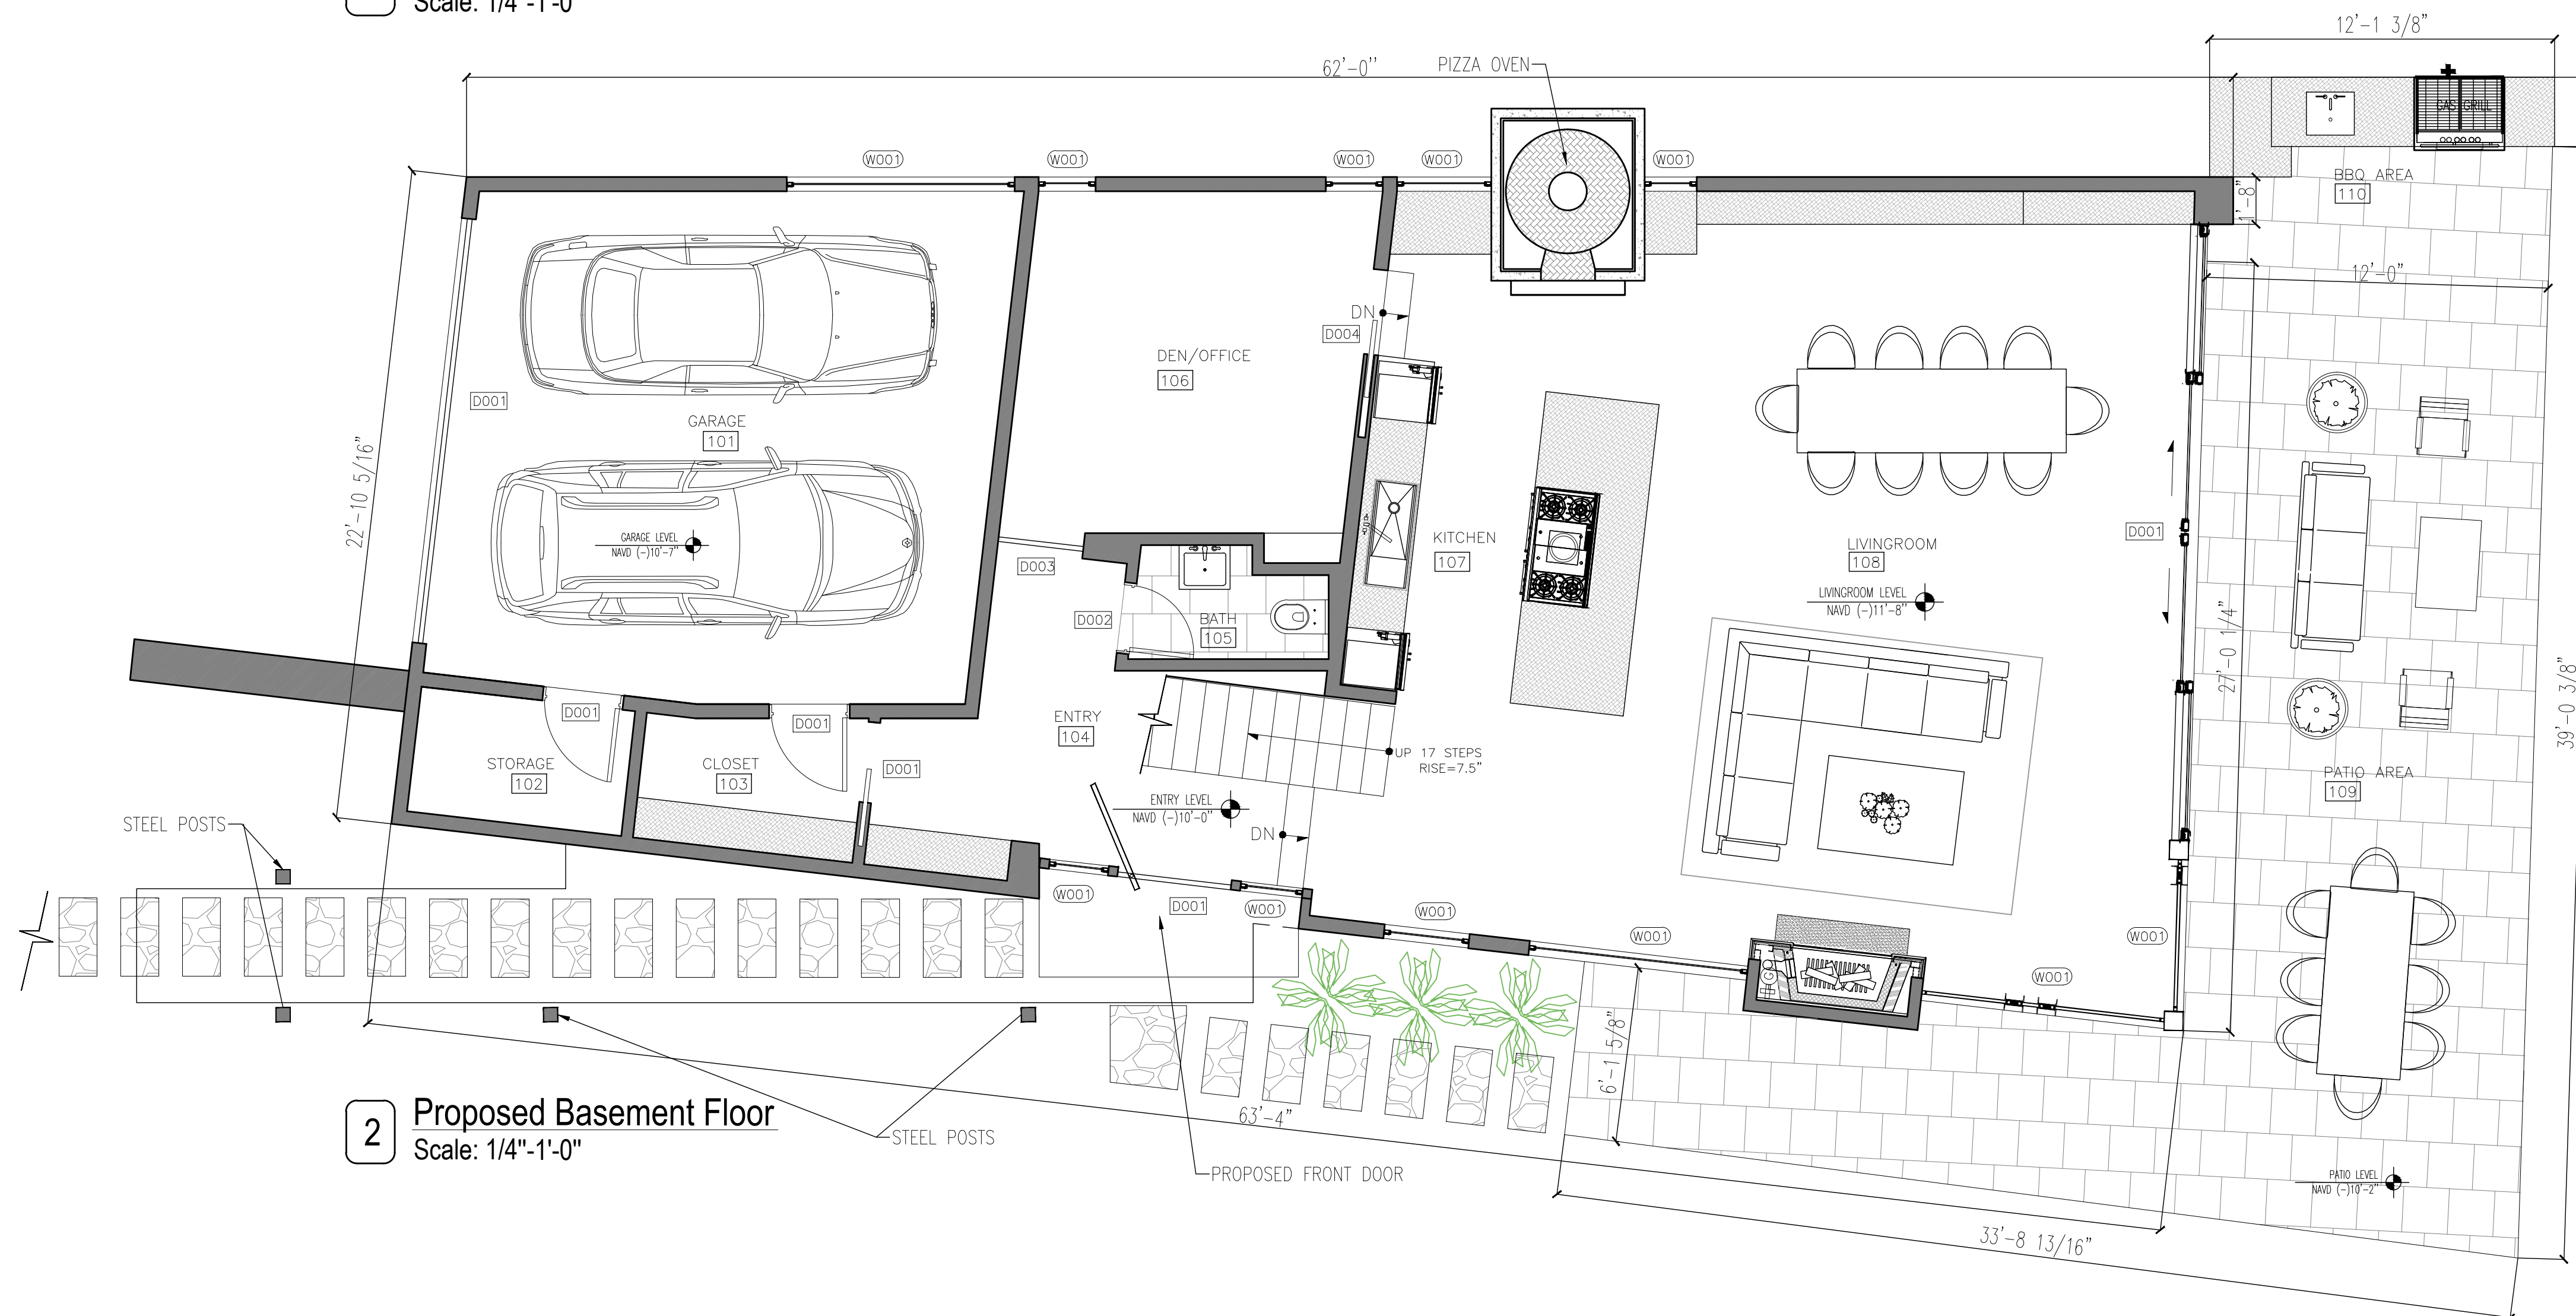 Scale: 1/4"-1'-0"
12'-1 3/8"
62'-0"
PIZZA OVEN
GAS GRILL
W001
W001
W001
W001
W001
BBQ AREA
110
1'-8"
12'-0"
DN
D004
DEN/OFFICE
106
D001
GARAGE
101
22'-10 5/16"
GARAGE LEVEL
NAVD (-)10'-7"
KITCHEN
107
LIVINGROOM
108
D001
LIVINGROOM LEVEL
NAVD (-)11'-8"
27'-0 1/4"
39'-0 3/8"
D003
D002
BATH
105
D001
D001
ENTRY
104
UP 17 STEPS
RISE=7.5"
STORAGE
102
CLOSET
103
D001
PATIO AREA
109
ENTRY LEVEL
NAVD (-)10'-0"
DN
STEEL POSTS
W001
D001
W001
W001
W001
W001
W001
6'-1 5/8"
2
Proposed Basement Floor
Scale: 1/4"-1'-0"
63'-4"
STEEL POSTS
PROPOSED FRONT DOOR
PATIO LEVEL
NAVD (-)10'-2"
33'-8 13/16"